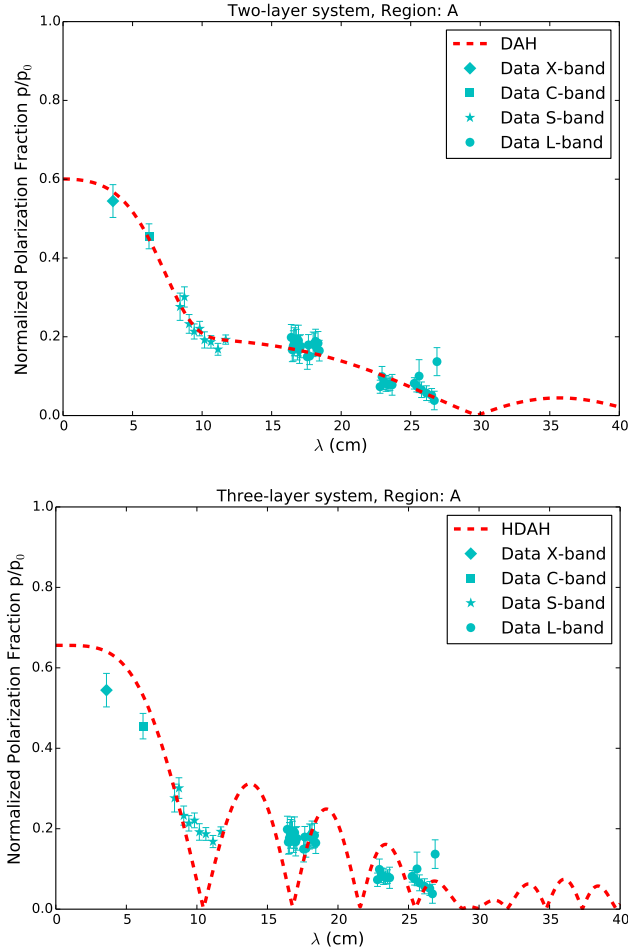 Two-layer system, Region: A
1.0
0.8
0.6
0.4
0.2
0.0
Normalized Polarization Fraction p/p₀
DAH
Data X-band
Data C-band
Data S-band
Data L-band
0 5 10 15 20 25 30 35 40
λ (cm)
Three-layer system, Region: A
1.0
0.8
0.6
0.4
0.2
0.0
Normalized Polarization Fraction p/p₀
HDAH
Data X-band
Data C-band
Data S-band
Data L-band
0 5 10 15 20 25 30 35 40
λ (cm)